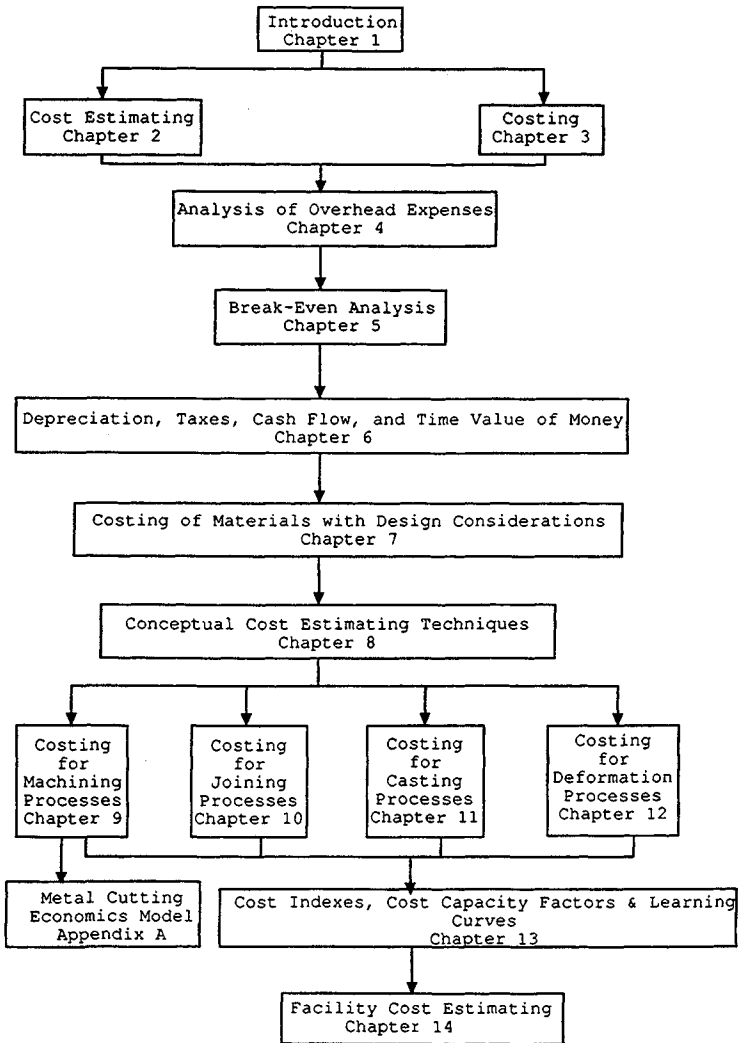 Introduction
Chapter 1
Cost Estimating
Chapter 2
Costing
Chapter 3
Analysis of Overhead Expenses
Chapter 4
Break-Even Analysis
Chapter 5
Depreciation, Taxes, Cash Flow, and Time Value of Money
Chapter 6
Costing of Materials with Design Considerations
Chapter 7
Conceptual Cost Estimating Techniques
Chapter 8
Costing
for
Machining
Processes
Chapter 9
Costing
for
Joining
Processes
Chapter 10
Costing
for
Casting
Processes
Chapter 11
Costing
for
Deformation
Processes
Chapter 12
Metal Cutting
Economics Model
Appendix A
Cost Indexes, Cost Capacity Factors & Learning
Curves
Chapter 13
Facility Cost Estimating
Chapter 14